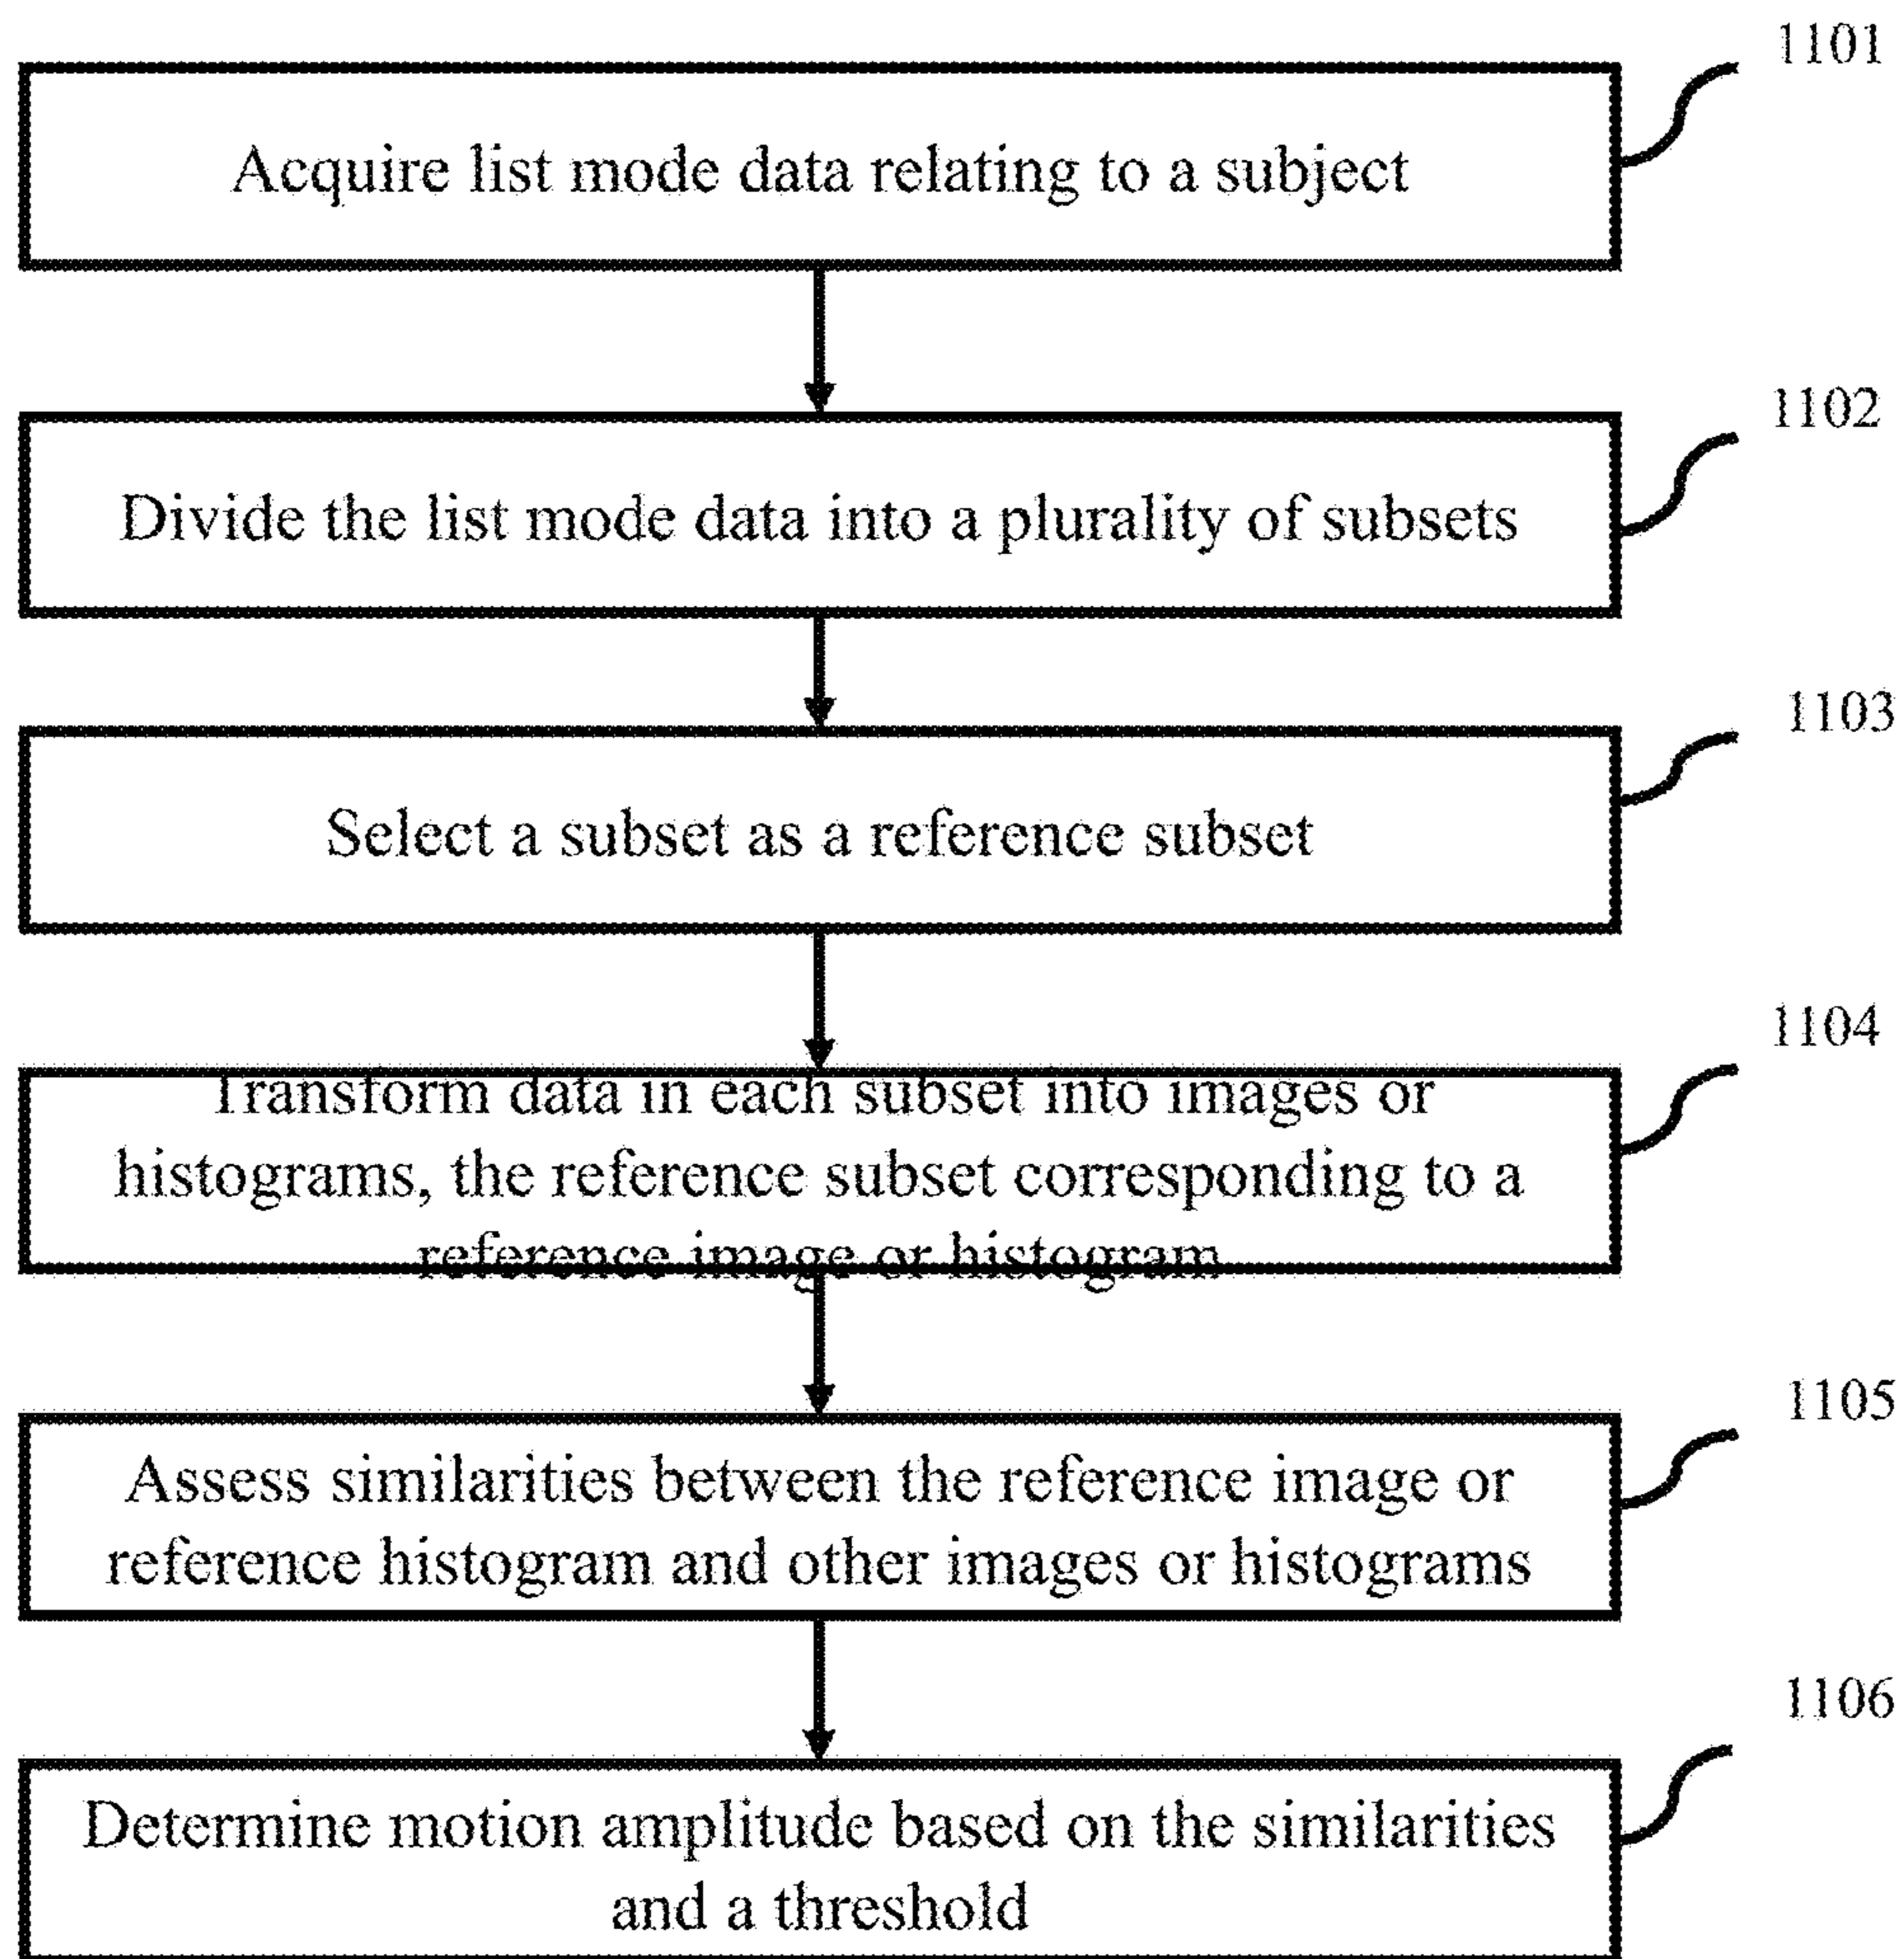 1101
Acquire list mode data relating to a subject
1102
Divide the list mode data into a plurality of subsets
1103
Select a subset as a reference subset
1104
Transform data in each subset into images or
histograms, the reference subset corresponding to a
reference image or histogram
1105
Assess similarities between the reference image or
reference histogram and other images or histograms
1106
Determine motion amplitude based on the similarities
and a threshold